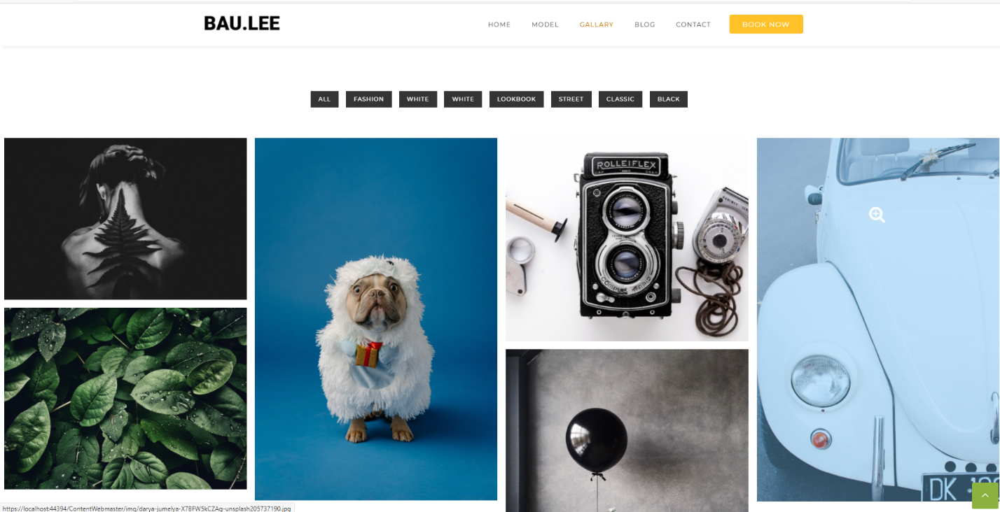 BAU.LEE
HOME MODEL GALLARY BLOG CONTACT BOOK NOW
ALL FASHION WHITE WHITE LOOKBOOK STREET CLASSIC BLACK
ROLLEIFLEX
DK
https://localhost:44394/ContentWebmaster/img/darya-jumelya-X7BFW5kCZAg-unsplash205737190.jpg